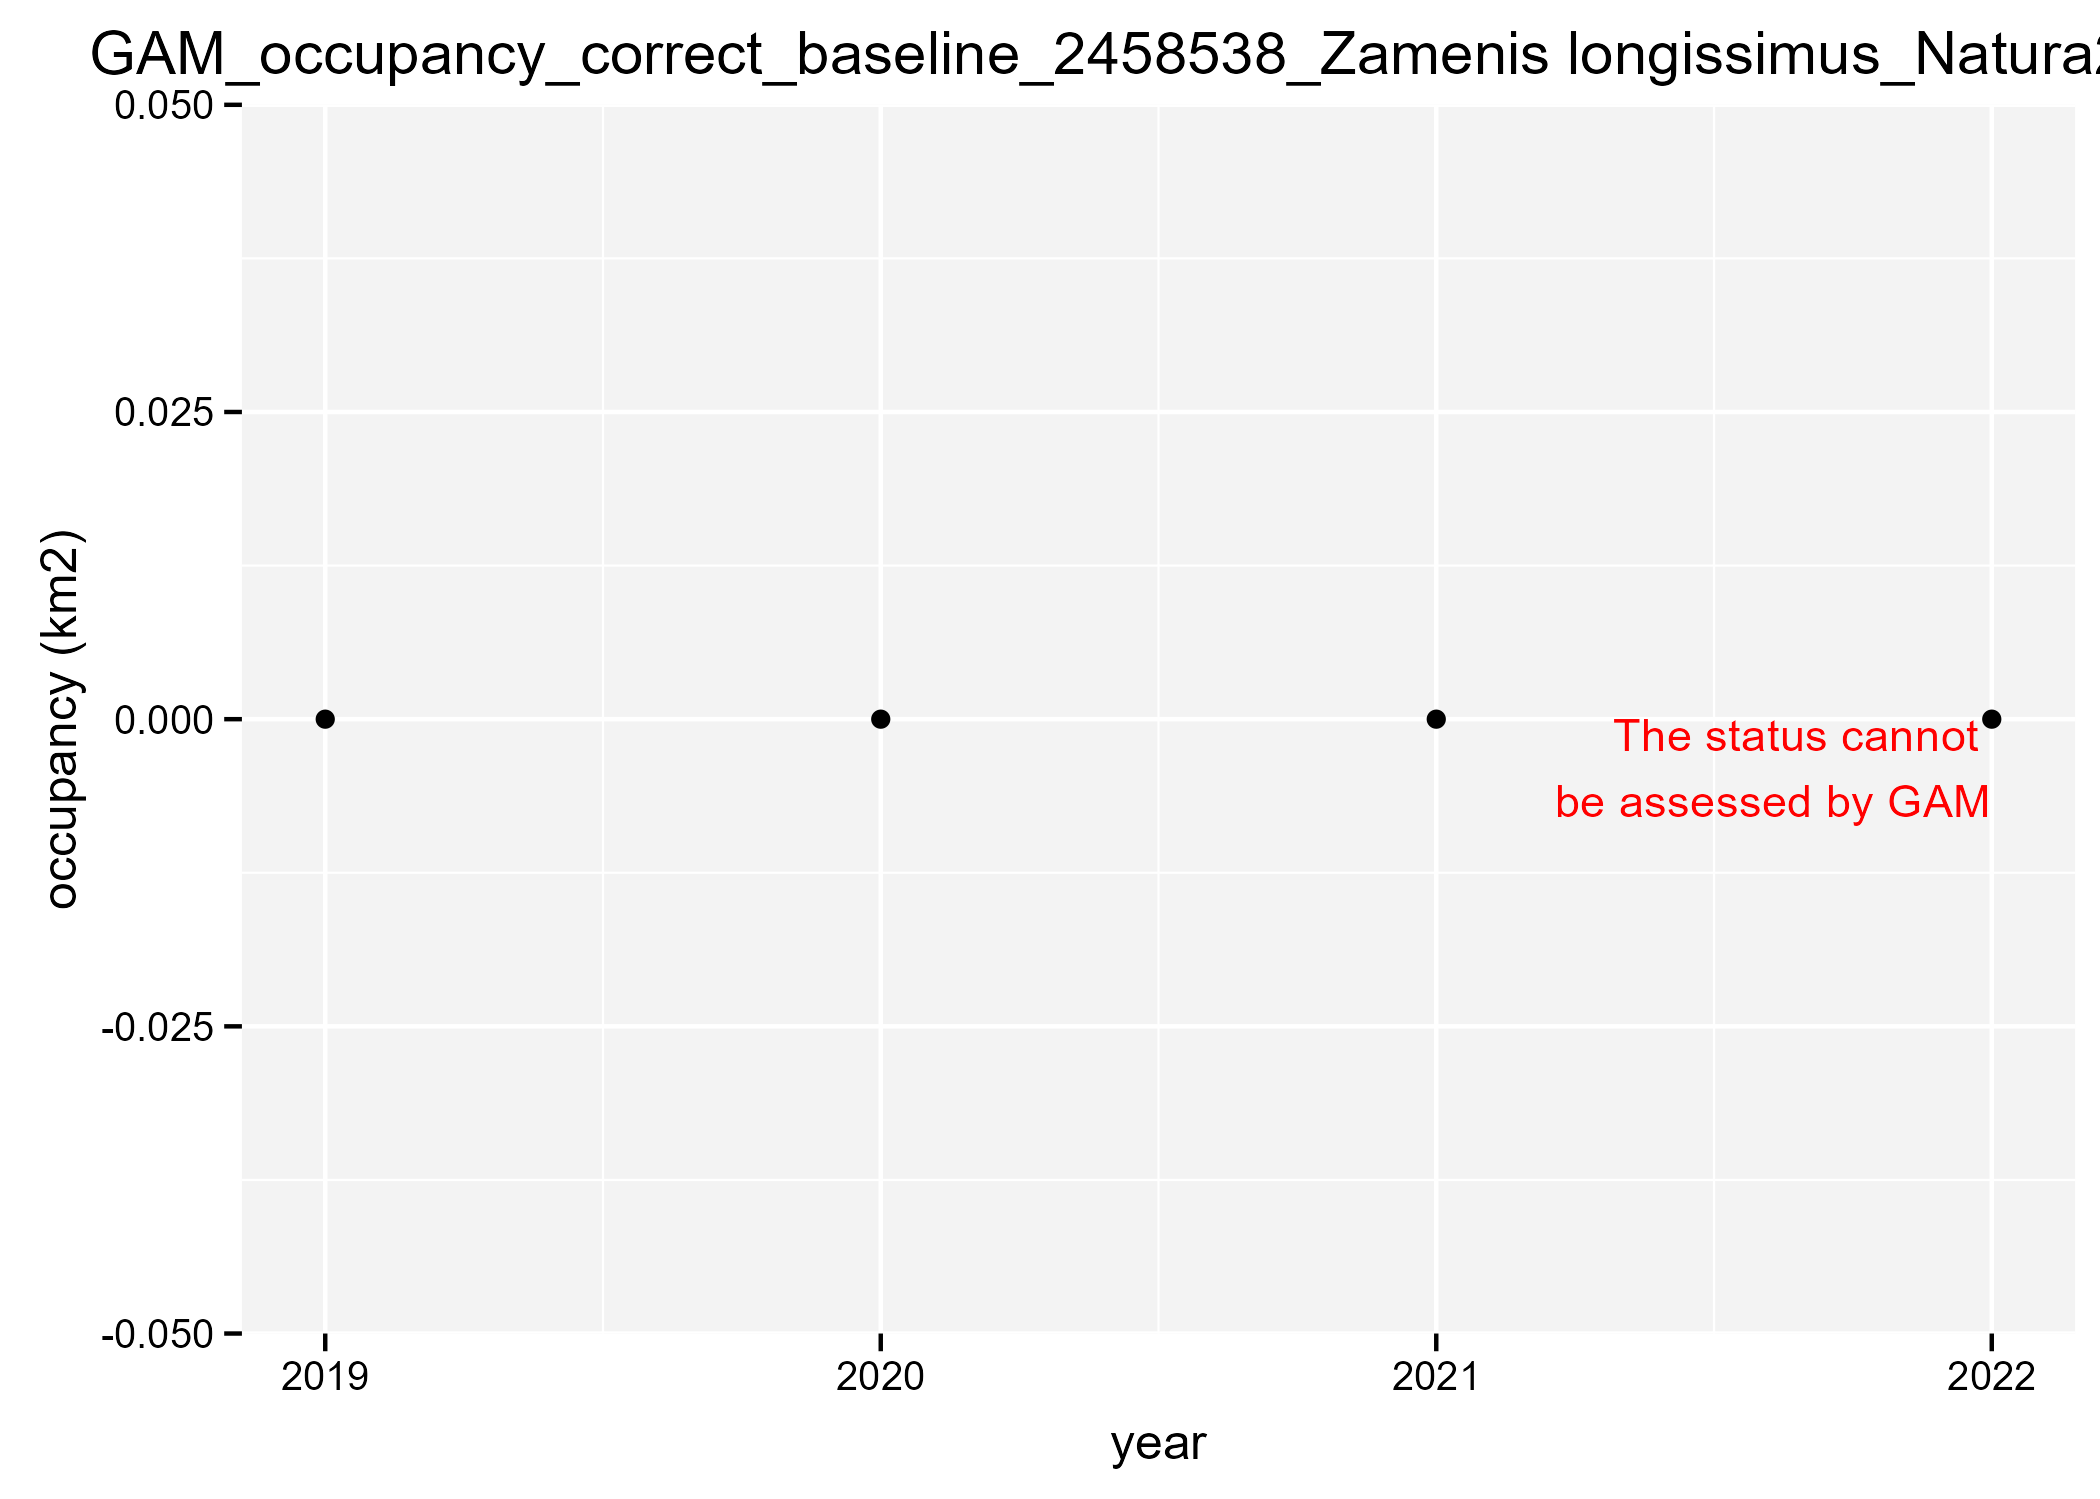 GAM_occupancy_correct_baseline_2458538_Zamenis longissimus_Natura2
0.050
0.025
0.000
-0.025
-0.050
occupancy (km2)
The status cannot
be assessed by GAM
2019 2020 2021 2022
year